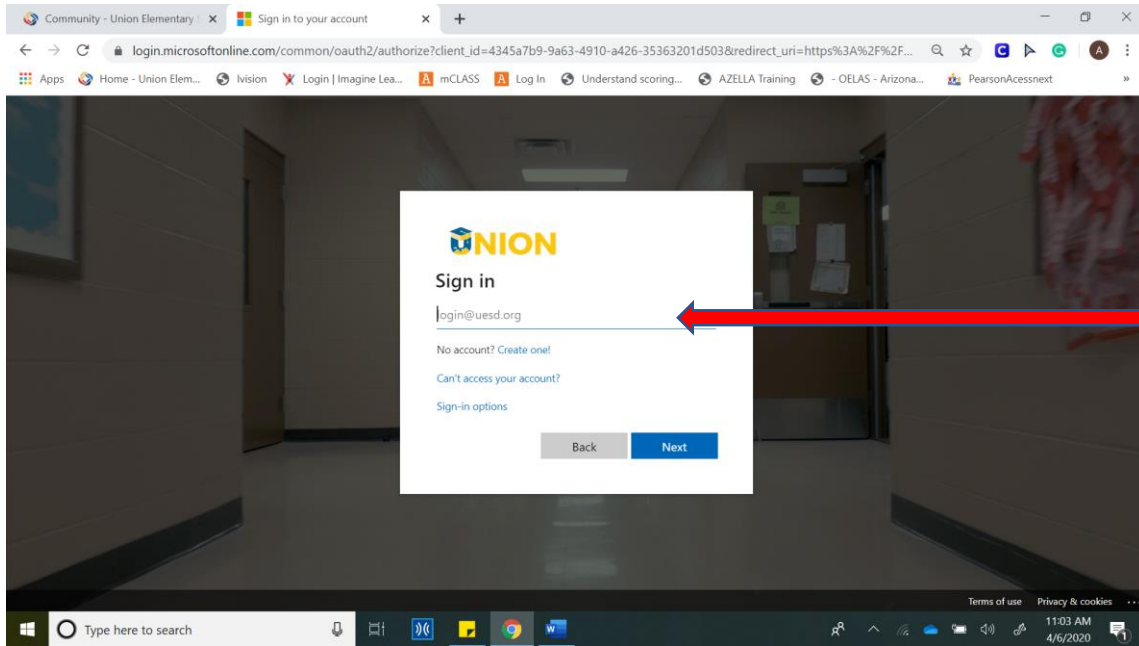 Community - Union Elementary S
Sign in to your account
login.microsoftonline.com/common/oauth2/authorize?client_id=4345a7b9-9a63-4910-a426-35363201d503&redirect_uri=https%3A%2F%2F...
Apps
Home - Union Elem...
Ivision
Login | Imagine Lea...
mCLASS
Log In
Understand scoring...
AZELLA Training
- OELAS - Arizona...
PearsonAcessnext
»
UNION
Sign in
login@uesd.org
No account? Create one!
Can't access your account?
Sign-in options
Back
Next
Terms of use
Privacy & cookies
...
Type here to search
11:03 AM
4/6/2020